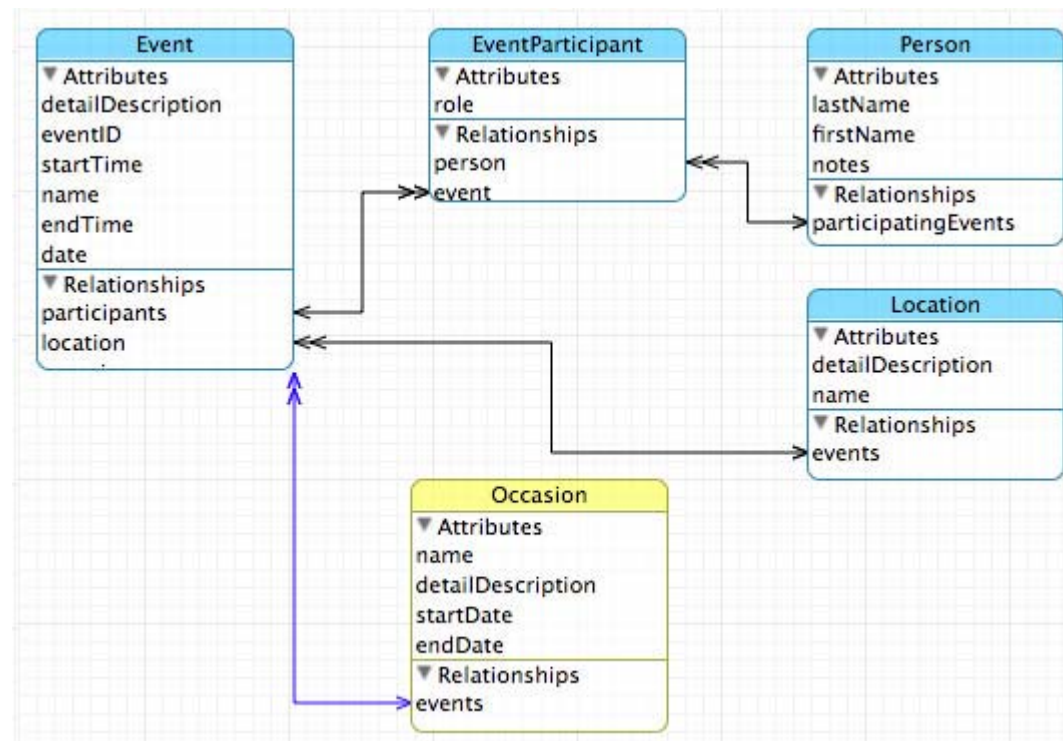 Event
Attributes
detailDescription
eventID
startTime
name
endTime
date
Relationships
participants
location
EventParticipant
Attributes
role
Relationships
person
event
Person
Attributes
lastName
firstName
notes
Relationships
participatingEvents
Location
Attributes
detailDescription
name
Relationships
events
Occasion
Attributes
name
detailDescription
startDate
endDate
Relationships
events